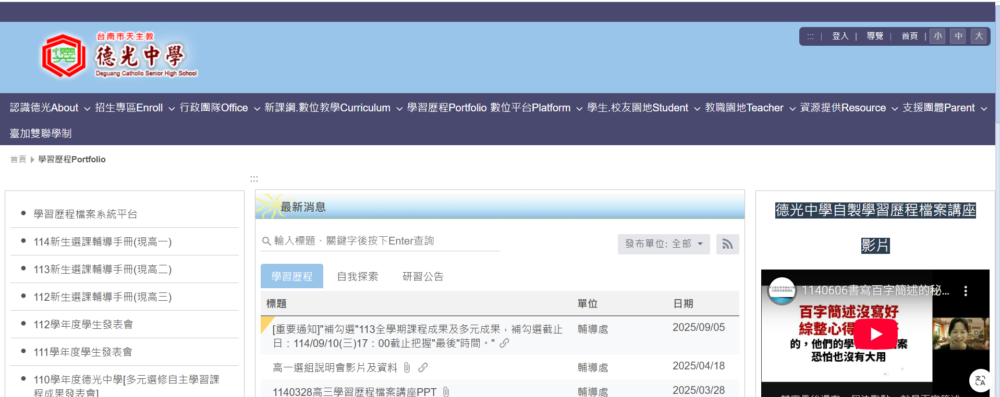 台南市天主教
德光中學
Deguang Catholic Senior High School
::: | 登入 | 導覽 | 首頁 | 小 中 大
認識德光About 招生專區Enroll 行政團隊Office 新課綱.數位教學Curriculum 學習歷程Portfolio 數位平台Platform 學生.校友園地Student 教職園地Teacher 資源提供Resource 支援團體Parent
臺加雙聯學制
首頁 學習歷程Portfolio
:::
學習歷程檔案系統平台
114新生選課輔導手冊(現高一)
113新生選課輔導手冊(現高二)
112新生選課輔導手冊(現高三)
112學年度學生發表會
111學年度學生發表會
110學年度德光中學[多元選修自主學習課
程成果發表會]
最新消息
輸入標題、關鍵字後按下Enter查詢
發布單位: 全部
學習歷程 自我探索 研習公告
標題 單位 日期
[重要通知]"補勾選"113全學期課程成果及多元成果，補勾選截止 輔導處 2025/09/05
日：114/09/10(三)17：00截止把握"最後"時間。"
高一選組說明會影片及資料 輔導處 2025/04/18
1140328高三學習歷程檔案講座PPT 輔導處 2025/03/28
德光中學自製學習歷程檔案講座
影片
1140606書寫百字簡述的秘...
百字簡述沒寫好
綜整心得
的，他們的學
案
恐怕也沒有大用